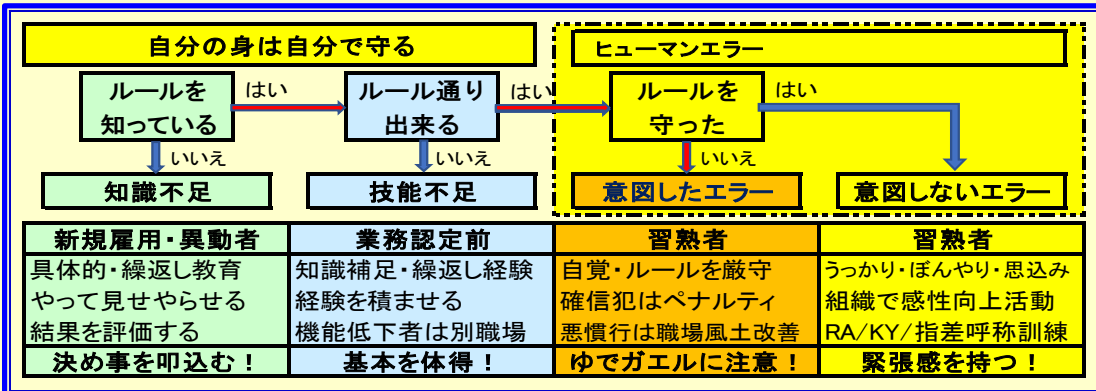 自分の身は自分で守る
ヒューマンエラー
ルールを
知っている
はい
ルール通り
出来る
はい
ルールを
守った
はい
いいえ
いいえ
いいえ
知識不足
技能不足
意図したエラー
意図しないエラー
新規雇用・異動者
業務認定前
習熟者
習熟者
具体的・繰返し教育
知識補足・繰返し経験
自覚・ルールを厳守
うっかり・ぼんやり・思込み
やって見せやらせる
経験を積ませる
確信犯はペナルティ
組織で感性向上活動
結果を評価する
機能低下者は別職場
悪慣行は職場風土改善
RA/KY/指差呼称訓練
決め事を叩込む！
基本を体得！
ゆでガエルに注意！
緊張感を持つ！